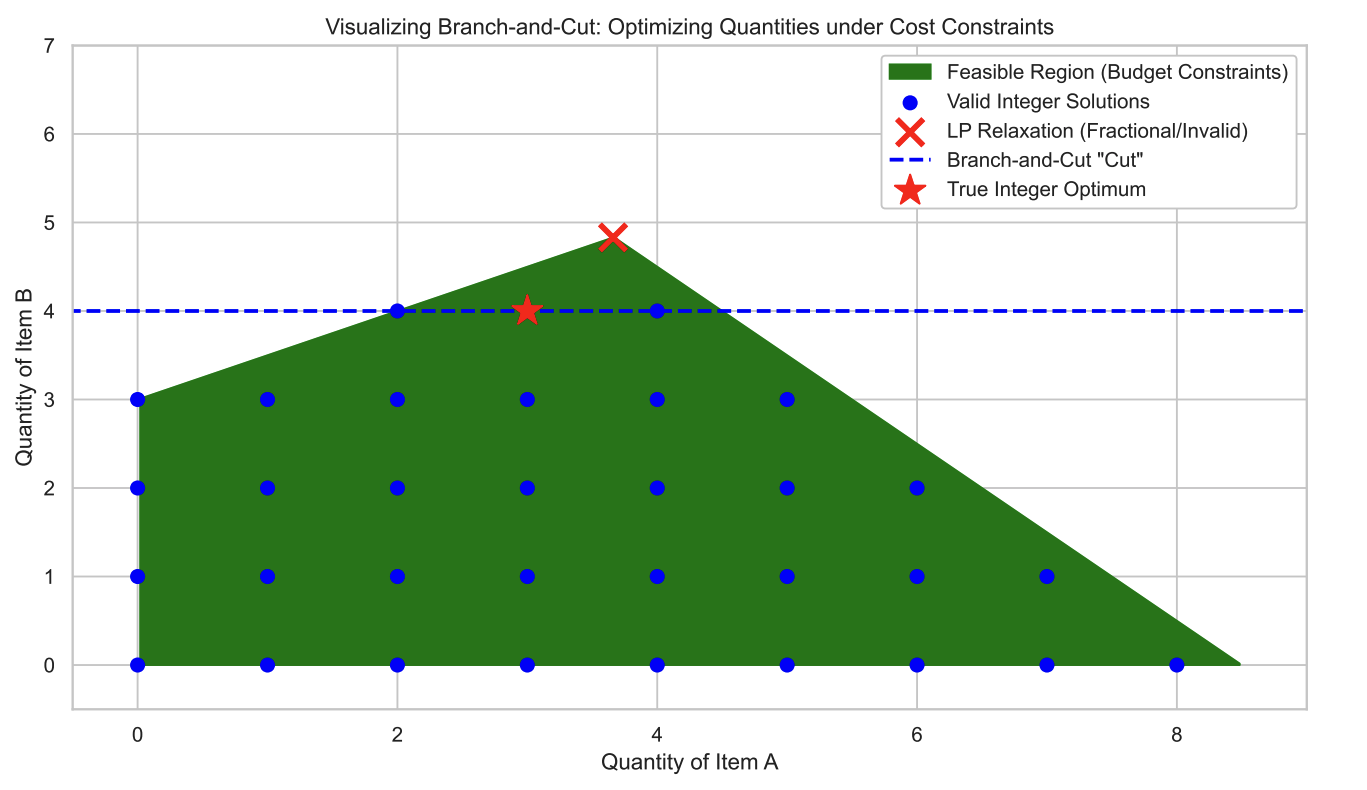 Visualizing Branch-and-Cut: Optimizing Quantities under Cost Constraints
7
6
5
4
3
2
1
0
Quantity of Item B
Feasible Region (Budget Constraints)
Valid Integer Solutions
LP Relaxation (Fractional/Invalid)
Branch-and-Cut "Cut"
True Integer Optimum
0 2 4 6 8
Quantity of Item A